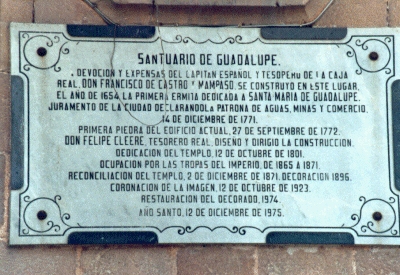 SANTUARIO DE GUADALUPE.
DEVOCION Y EXPENSAS DEL CAPITAN ESPAÑOL Y TESORERO DE LA CAJA
REAL, DON FRANCISCO DE CASTRO Y MAMPASO, SE CONSTRUYO EN ESTE LUGAR,
EL AÑO DE 1654, LA PRIMERA ERMITA DEDICADA A SANTA MARIA DE GUADALUPE.
JURAMENTO DE LA CIUDAD DECLARANDOLA PATRONA DE AGUAS, MINAS Y COMERCIO,
14 DE DICIEMBRE DE 1771.
PRIMERA PIEDRA DEL EDIFICIO ACTUAL, 27 DE SEPTIEMBRE DE 1772.
DON FELIPE CLEERE, TESORERO REAL, DISEÑO Y DIRIGIO LA CONSTRUCCION.
DEDICACION DEL TEMPLO, 12 DE OCTUBRE DE 1801.
OCUPACION POR LAS TROPAS DEL IMPERIO, DE 1865 A 1871.
RECONCILIACION DEL TEMPLO, 2 DE DICIEMBRE DE 1871. DECORACION 1896.
CORONACION DE LA IMAGEN, 12 DE OCTUBRE DE 1923.
RESTAURACION DEL DECORADO, 1974.
AÑO SANTO, 12 DE DICIEMBRE DE 1975.